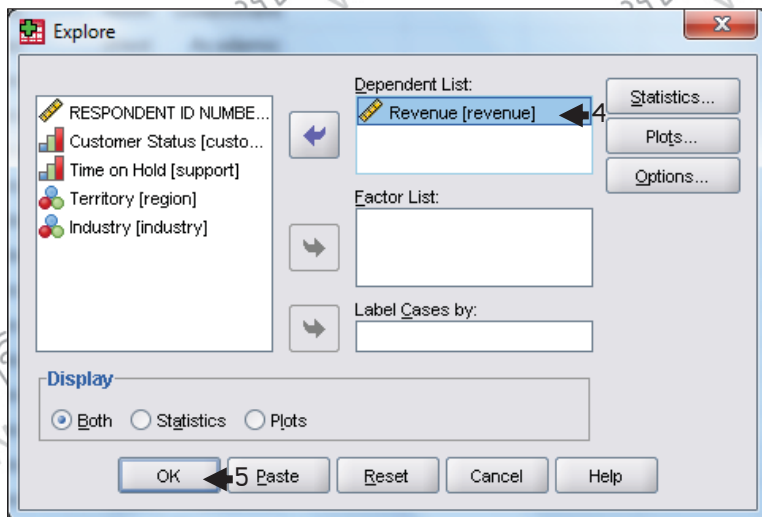 Explore
Dependent List:
RESPONDENT ID NUMBE...
Customer Status [custo...
Time on Hold [support]
Territory [region]
Industry [industry]
Revenue [revenue]
4
Statistics...
Plots...
Options...
Factor List:
Label Cases by:
Display
Both Statistics Plots
OK 5 Paste Reset Cancel Help